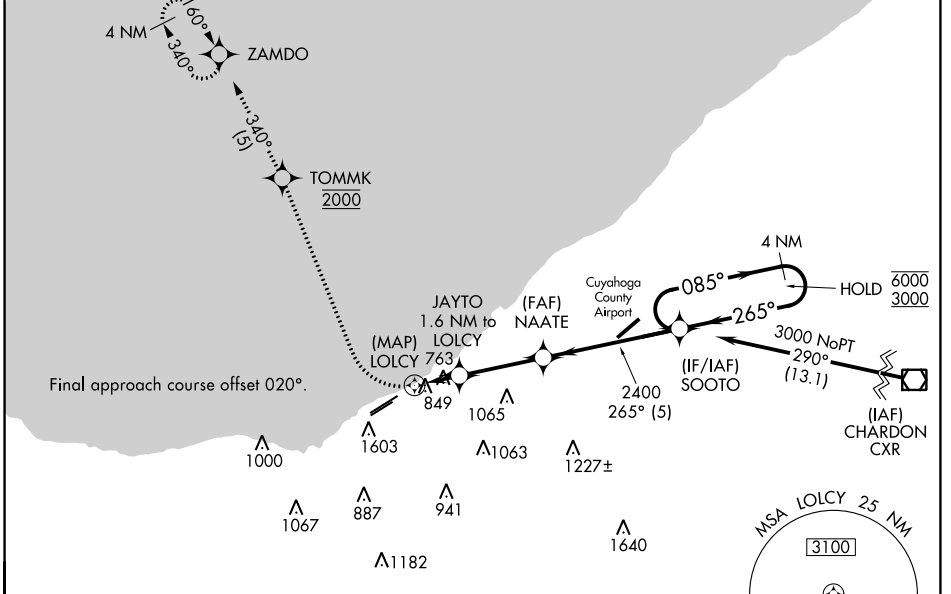 160°
4 NM
340°
ZAMDO
340°
(5)
TOMMK
2000
4 NM
085°
HOLD
6000
3000
265°
Cuyahoga
County
Airport
(FAF)
NAATE
JAYTO
1.6 NM to
LOLCY
763
(MAP)
LOLCY
849
3000 NoPT
290°
(13.1)
(IF/IAF)
SOOTO
2400
265° (5)
(IAF)
CHARDON
CXR
Final approach course offset 020°.
1065
1603
1000
1063
1227±
1067
887
941
1640
1182
MSA LOLCY 25 NM
3100